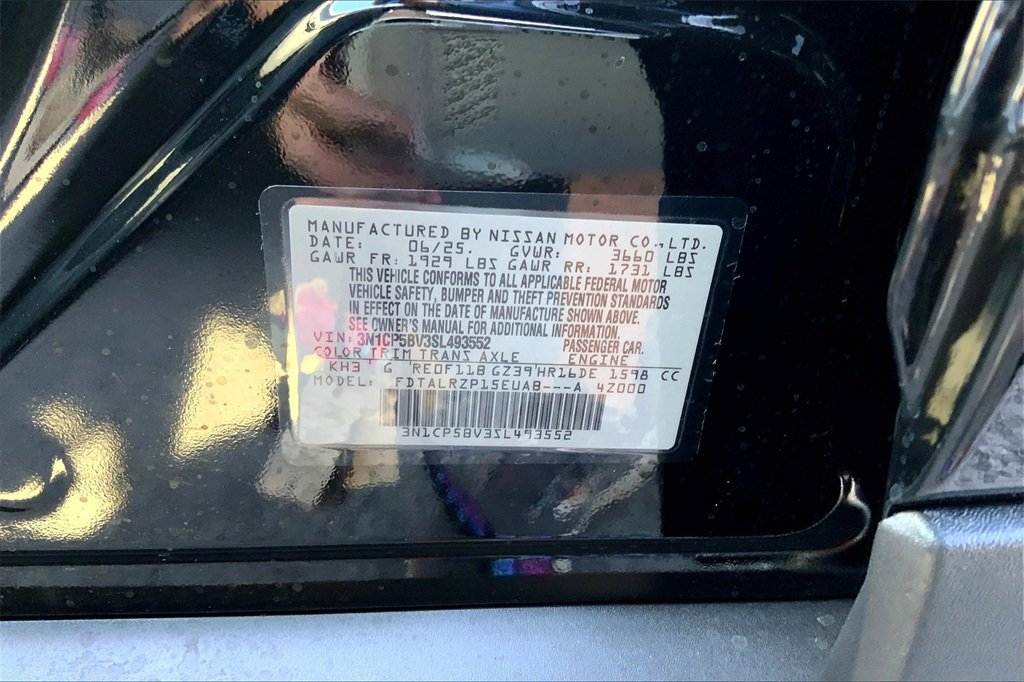 MANUFACTURED BY NISSAN MOTOR CO., LTD.
DATE: 06/25. GVWR: 3660 LBS
GAWR FR: 1929 LBS GAWR RR: 1731 LBS
THIS VEHICLE CONFORMS TO ALL APPLICABLE FEDERAL MOTOR
VEHICLE SAFETY, BUMPER AND THEFT PREVENTION STANDARDS
IN EFFECT ON THE DATE OF MANUFACTURE SHOWN ABOVE.
SEE OWNER'S MANUAL FOR ADDITIONAL INFORMATION.
VIN: 3N1CP5BV3SL493552 PASSENGER CAR.
COLOR TRIM TRANS AXLE ENGINE
KH3 G RE0F11B GZ39 HR16DE 1598 CC
MODEL: FDTALRZP15EUAB---A 4Z000
3N1CP5BV3SL493552